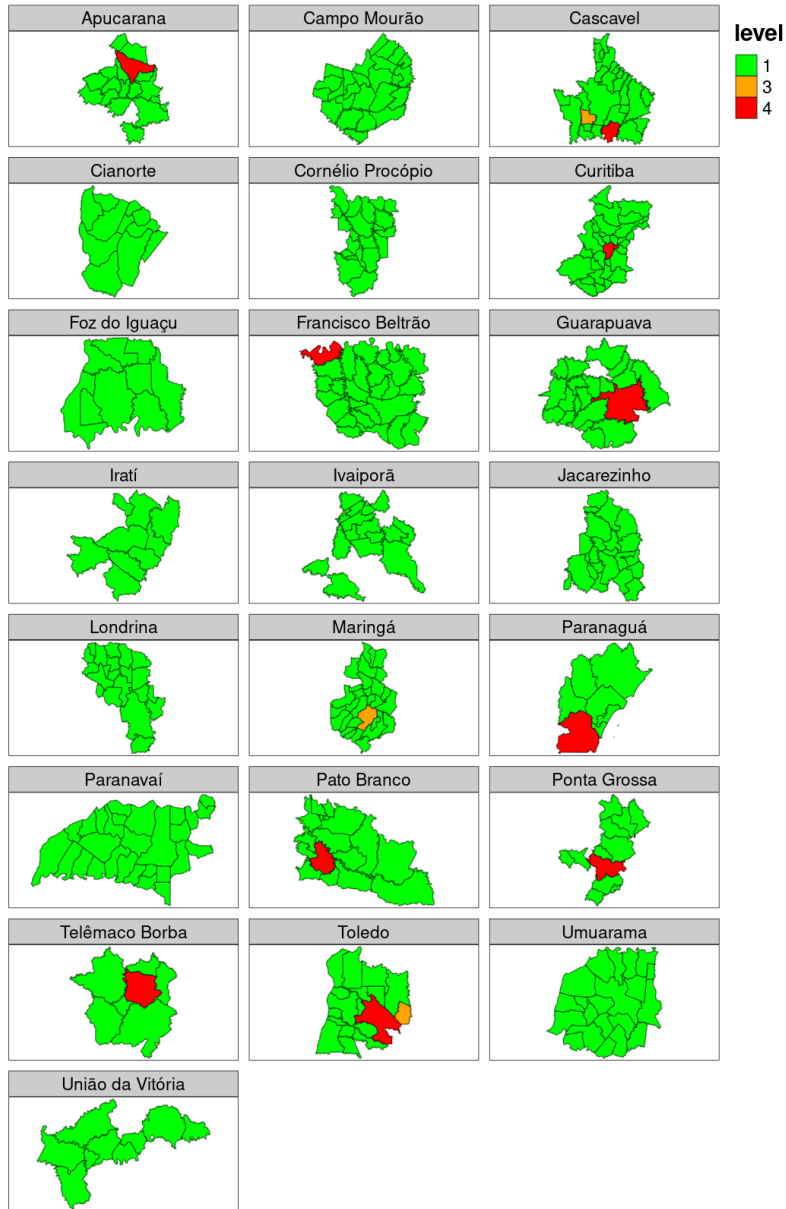 Apucarana
Campo Mourão
Cascavel
level
1
3
4
Cianorte
Cornélio Procópio
Curitiba
Foz do Iguaçu
Francisco Beltrão
Guarapuava
Iratí
Ivaiporã
Jacarezinho
Londrina
Maringá
Paranaguá
Paranavaí
Pato Branco
Ponta Grossa
Telêmaco Borba
Toledo
Umuarama
União da Vitória